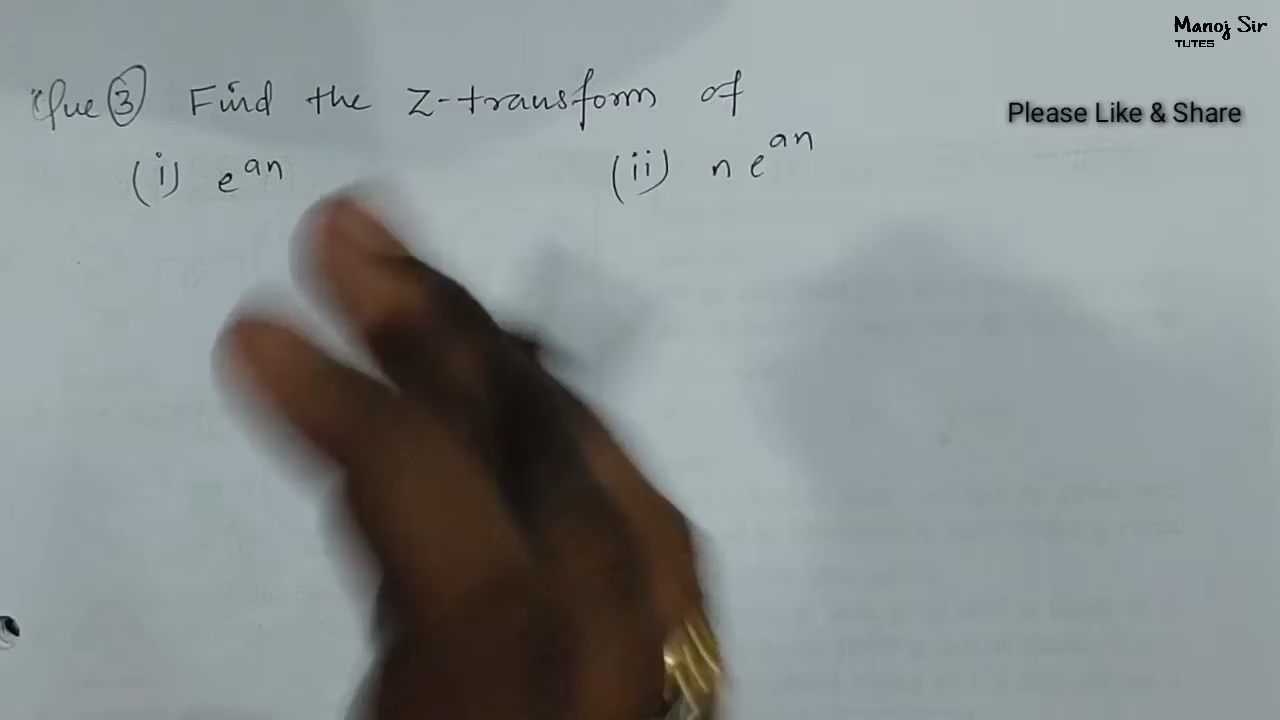 Manoj Sir
TUTES
Que ③ Find the Z-transform of
Please Like & Share
(i) e^an (ii) n e^an